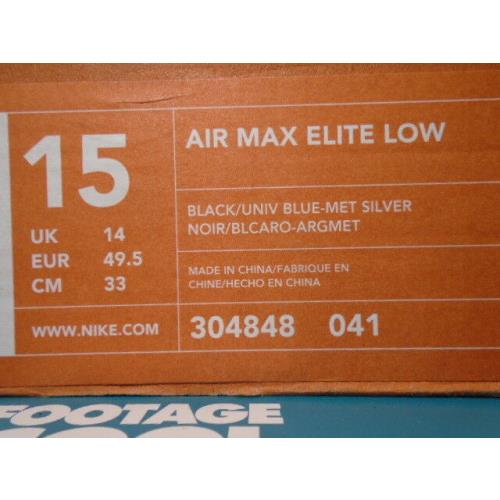 15
UK 14
EUR 49.5
CM 33
WWW.NIKE.COM
AIR MAX ELITE LOW
BLACK/UNIV BLUE-MET SILVER
NOIR/BLCARO-ARGMET
MADE IN CHINA/FABRIQUE EN
CHINE/HECHO EN CHINA
304848 041
FOOTAGE